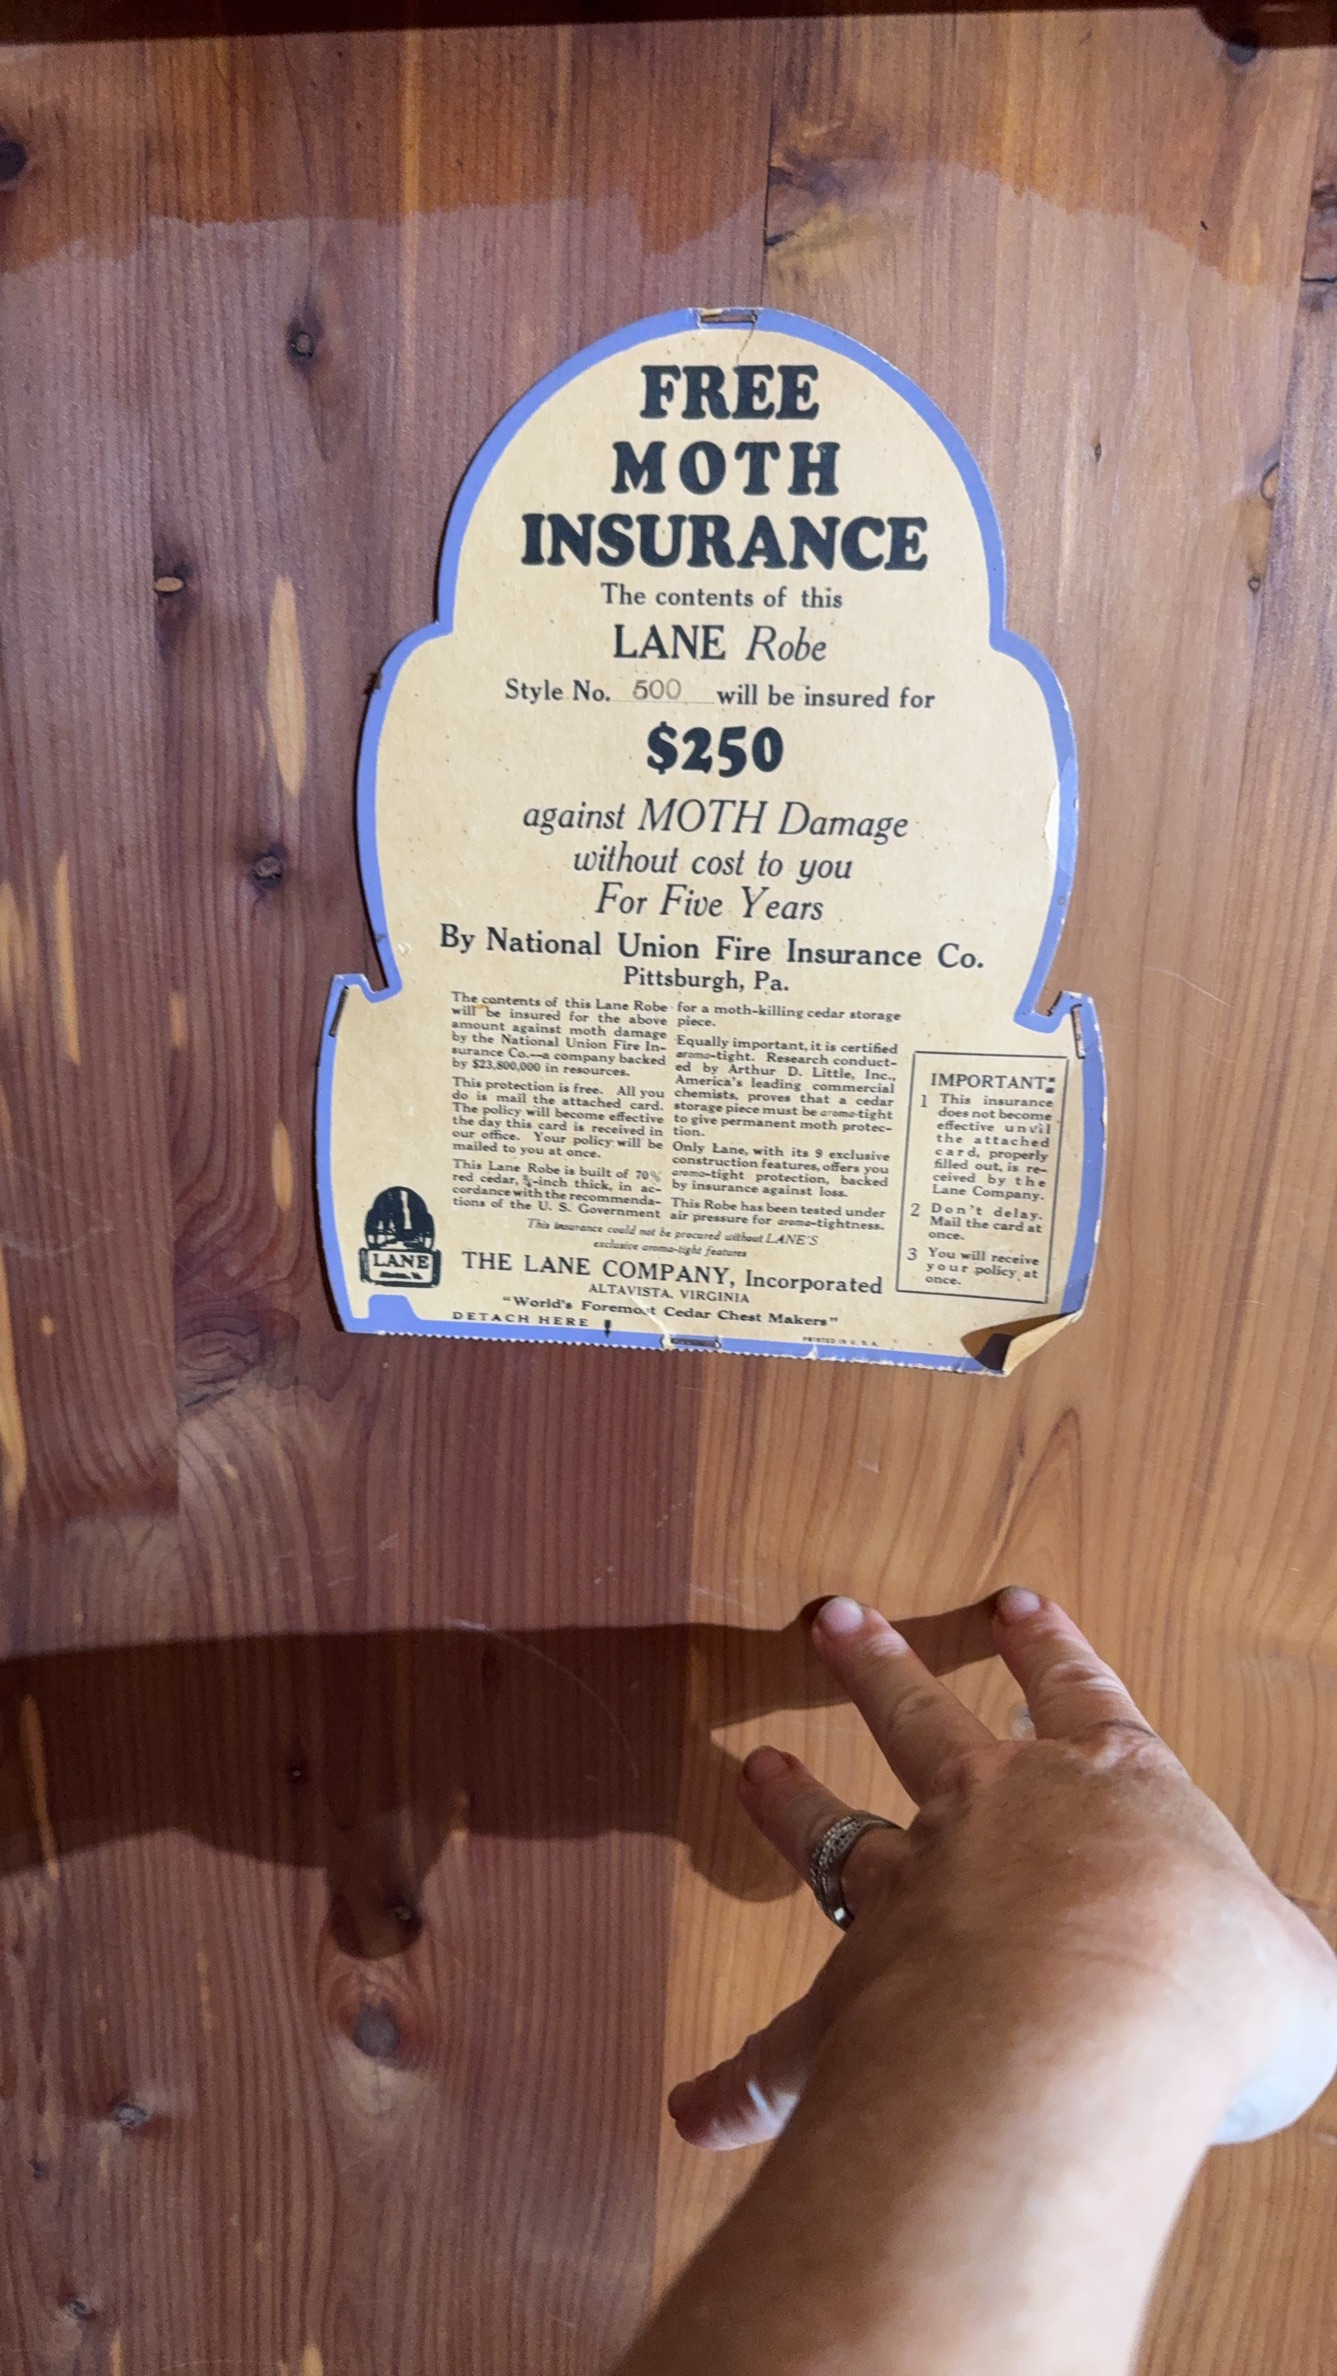 FREE
MOTH
INSURANCE
The contents of this
LANE Robe
Style No. 500 will be insured for
$250
against MOTH Damage
without cost to you
For Five Years
By National Union Fire Insurance Co.
Pittsburgh, Pa.
The contents of this Lane Robe
will be insured for the above
amount against moth damage
by the National Union Fire In-
surance Co.—a company backed
by $23,800,000 in resources.
This protection is free. All you
do is mail the attached card.
The policy will become effective
the day this card is received in
our office. Your policy will be
mailed to you at once.
This Lane Robe is built of 70%
red cedar, ¾-inch thick, in ac-
cordance with the recommenda-
tions of the U. S. Government
for a moth-killing cedar storage
piece.
Equally important, it is certified
aroma-tight. Research conduct-
ed by Arthur D. Little, Inc.,
America's leading commercial
chemists, proves that a cedar
storage piece must be aroma-tight
to give permanent moth protec-
tion.
Only Lane, with its 9 exclusive
construction features, offers you
aroma-tight protection, backed
by insurance against loss.
This Robe has been tested under
air pressure for aroma-tightness.
IMPORTANT:
1 This insurance
does not become
effective until
the attached
card, properly
filled out, is re-
ceived by the
Lane Company.
2 Don't delay.
Mail the card at
once.
3 You will receive
your policy at
once.
This insurance could not be procured without LANE'S
exclusive aroma-tight features
LANE
THE LANE COMPANY, Incorporated
ALTAVISTA, VIRGINIA
"World's Foremost Cedar Chest Makers"
DETACH HERE
PRINTED IN U. S. A.